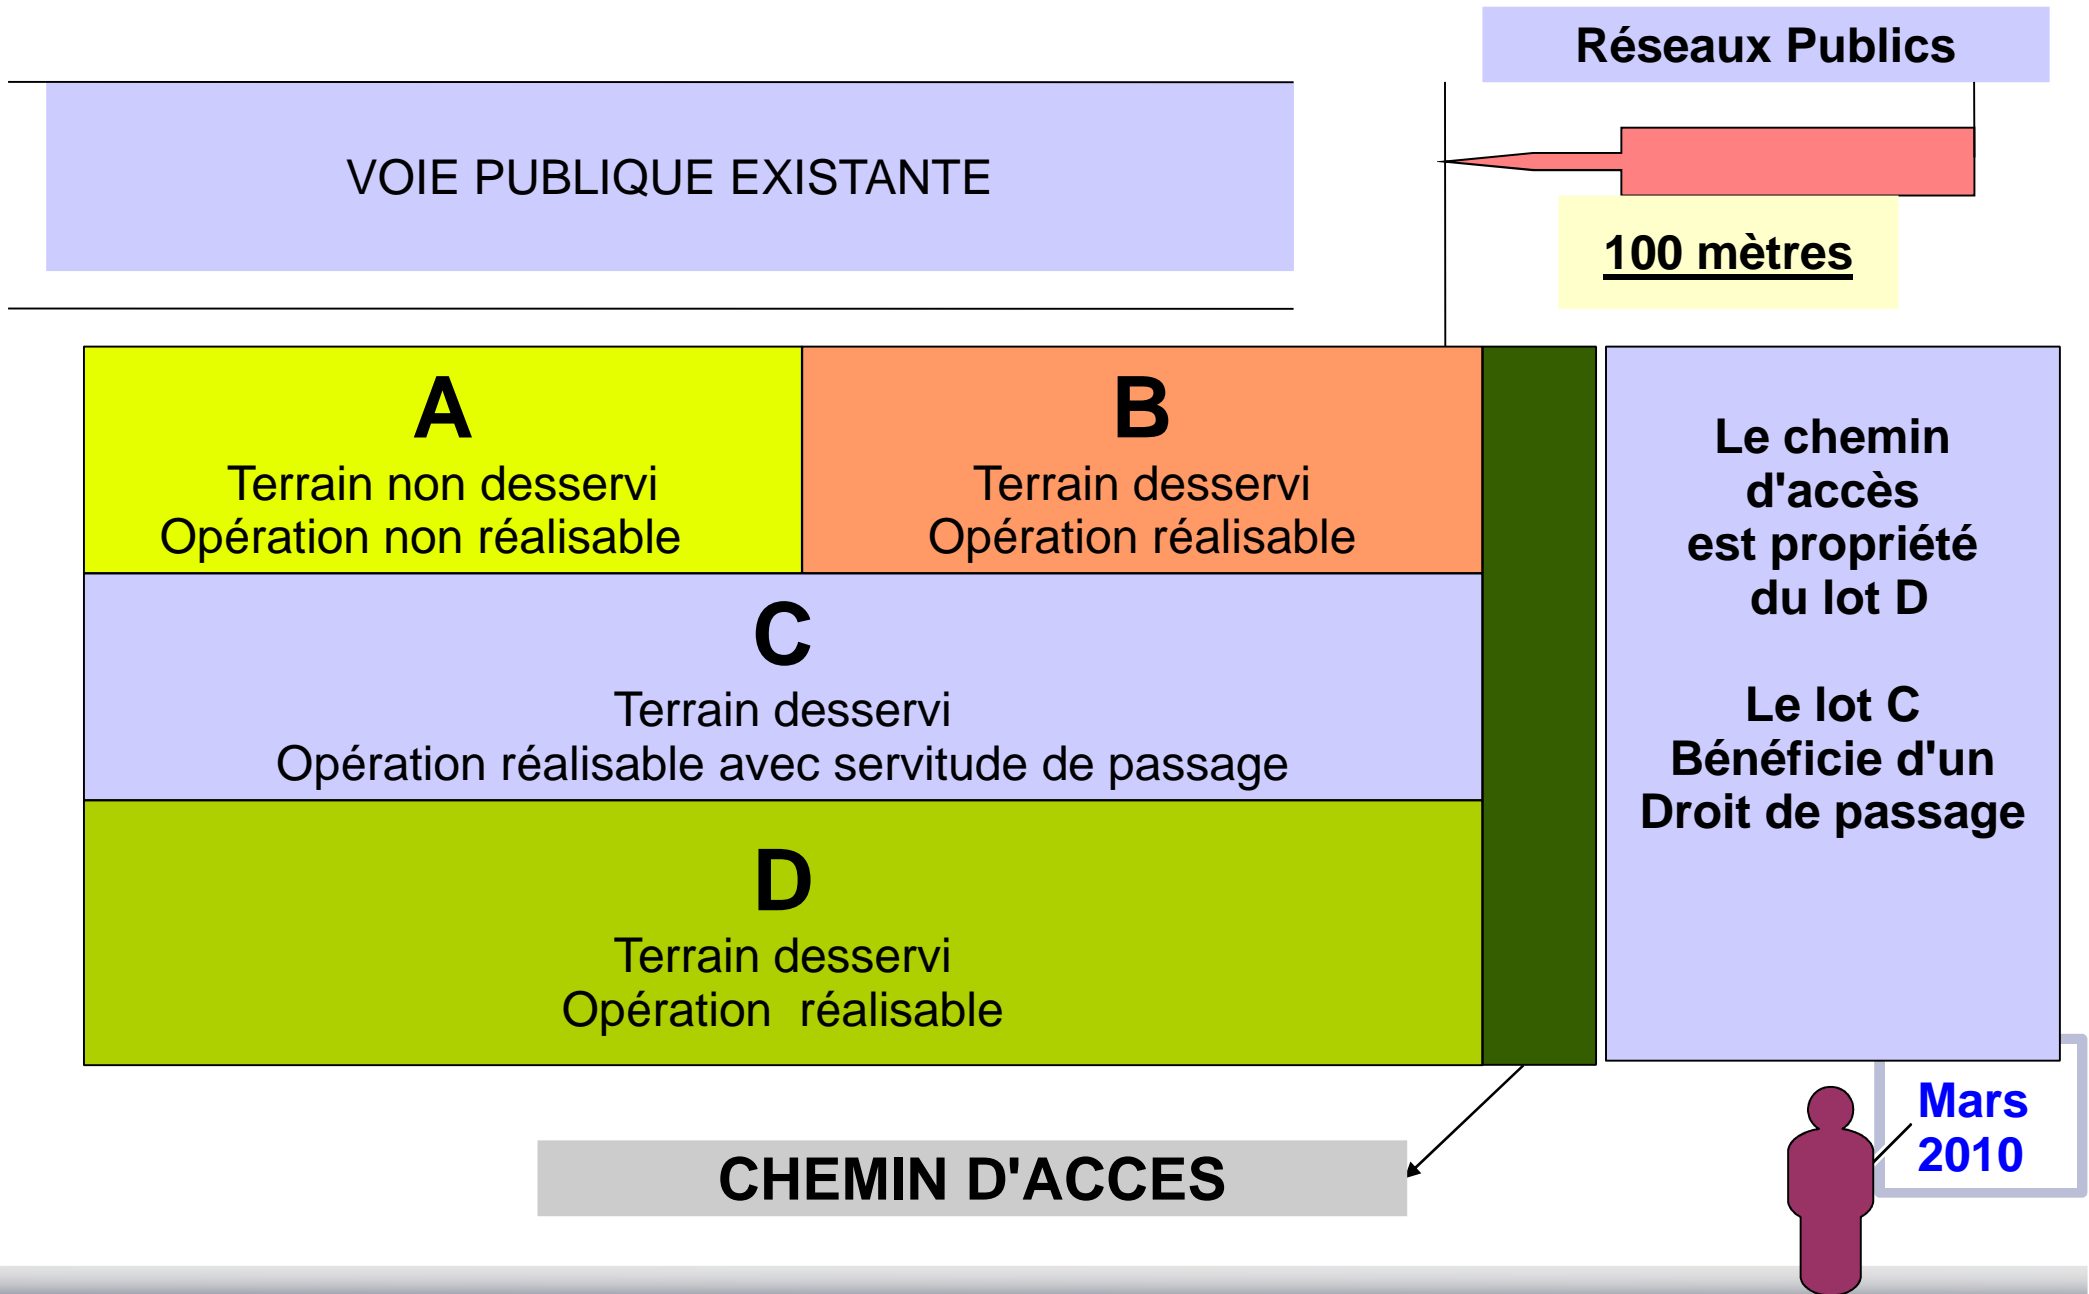 Réseaux Publics
VOIE PUBLIQUE EXISTANTE
100 mètres
A
Terrain non desservi
Opération non réalisable
B
Terrain desservi
Opération réalisable
Le chemin
d'accès
est propriété
du lot D
Le lot C
Bénéficie d'un
Droit de passage
C
Terrain desservi
Opération réalisable avec servitude de passage
D
Terrain desservi
Opération  réalisable
CHEMIN D'ACCES
Mars
2010